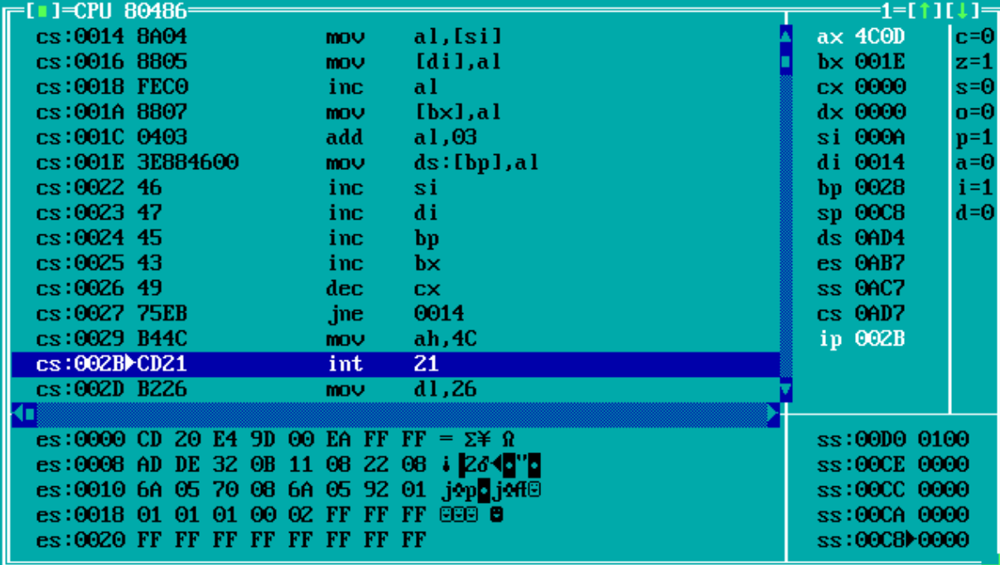 [■]=CPU 80486 1=[↑][↓]
cs:0014 8A04 mov al,[si] ax 4C0D c=0
cs:0016 8805 mov [di],al bx 001E z=1
cs:0018 FEC0 inc al cx 0000 s=0
cs:001A 8807 mov [bx],al dx 0000 o=0
cs:001C 0403 add al,03 si 000A p=1
cs:001E 3E884600 mov ds:[bp],al di 0014 a=0
cs:0022 46 inc si bp 0028 i=1
cs:0023 47 inc di sp 00C8 d=0
cs:0024 45 inc bp ds 0AD4
cs:0025 43 inc bx es 0AB7
cs:0026 49 dec cx ss 0AC7
cs:0027 75EB jne 0014 cs 0AD7
cs:0029 B44C mov ah,4C ip 002B
cs:002B►CD21 int 21
cs:002D B226 mov dl,26
es:0000 CD 20 E4 9D 00 EA FF FF = Σ¥ Ω ss:00D0 0100
es:0008 AD DE 32 0B 11 08 22 08 ¡▐2♂◄◘"◘ ss:00CE 0000
es:0010 6A 05 70 08 6A 05 92 01 j♣p◘j♣Æ☺ ss:00CC 0000
es:0018 01 01 01 00 02 FF FF FF ☺☺☺ ☻ ss:00CA 0000
es:0020 FF FF FF FF FF FF FF FF ss:00C8►0000